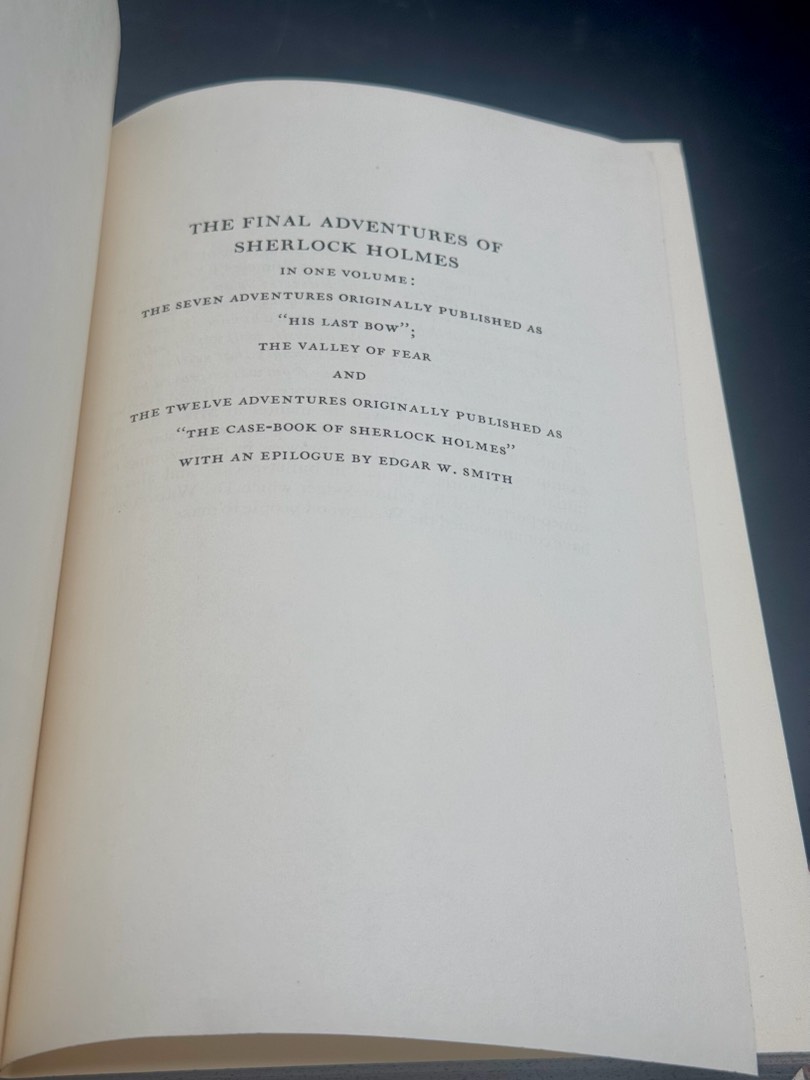 THE FINAL ADVENTURES OF
SHERLOCK HOLMES
IN ONE VOLUME:
THE SEVEN ADVENTURES ORIGINALLY PUBLISHED AS
“HIS LAST BOW”;
THE VALLEY OF FEAR
AND
THE TWELVE ADVENTURES ORIGINALLY PUBLISHED AS
“THE CASE-BOOK OF SHERLOCK HOLMES”
WITH AN EPILOGUE BY EDGAR W. SMITH